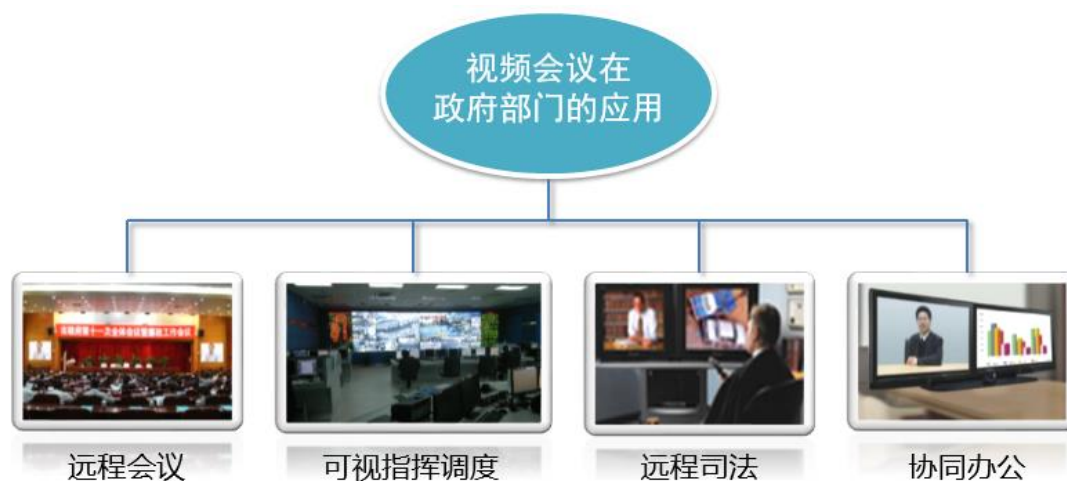 视频会议在
政府部门的应用
远程会议
可视指挥调度
远程司法
协同办公